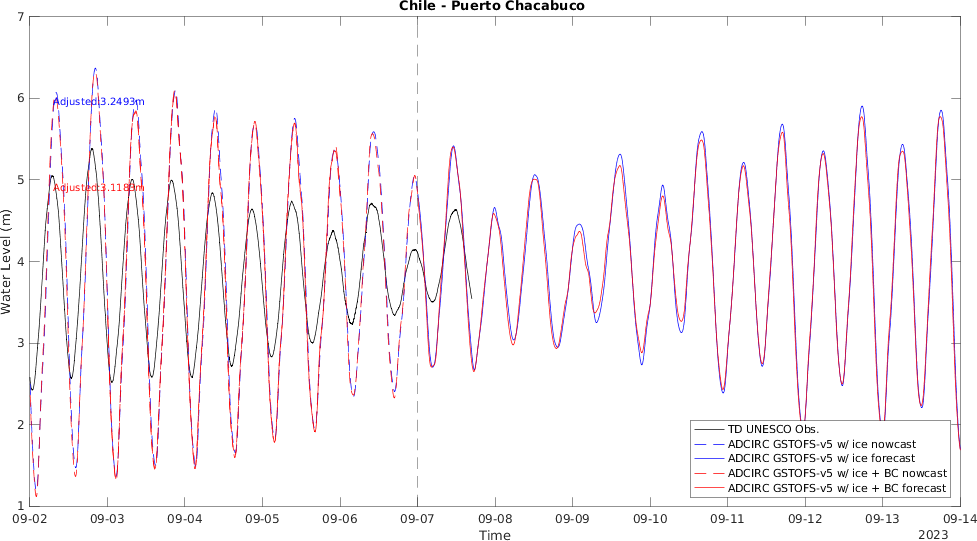 Chile - Puerto Chacabuco
7
6
5
4
3
2
1
Water Level (m)
Adjusted:3.2493m
Adjusted:3.1185m
TD UNESCO Obs.
ADCIRC GSTOFS-v5 w/ ice nowcast
ADCIRC GSTOFS-v5 w/ ice forecast
ADCIRC GSTOFS-v5 w/ ice + BC nowcast
ADCIRC GSTOFS-v5 w/ ice + BC forecast
09-02 09-03 09-04 09-05 09-06 09-07 09-08 09-09 09-10 09-11 09-12 09-13 09-14
Time
2023